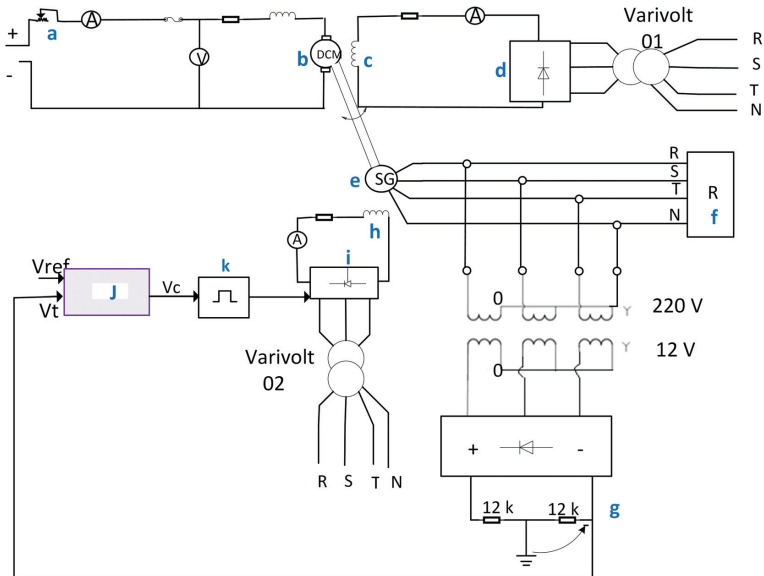 Varivolt
01
R
S
T
N
+
-
a
A
V
b
DCM
c
A
d
e
SG
R
S
T
N
R
f
h
A
i
Vref
Vt
J
Vc
k
Varivolt
02
R S T N
0
220 V
Y
12 V
Y
0
+ -
12 k 12 k
g